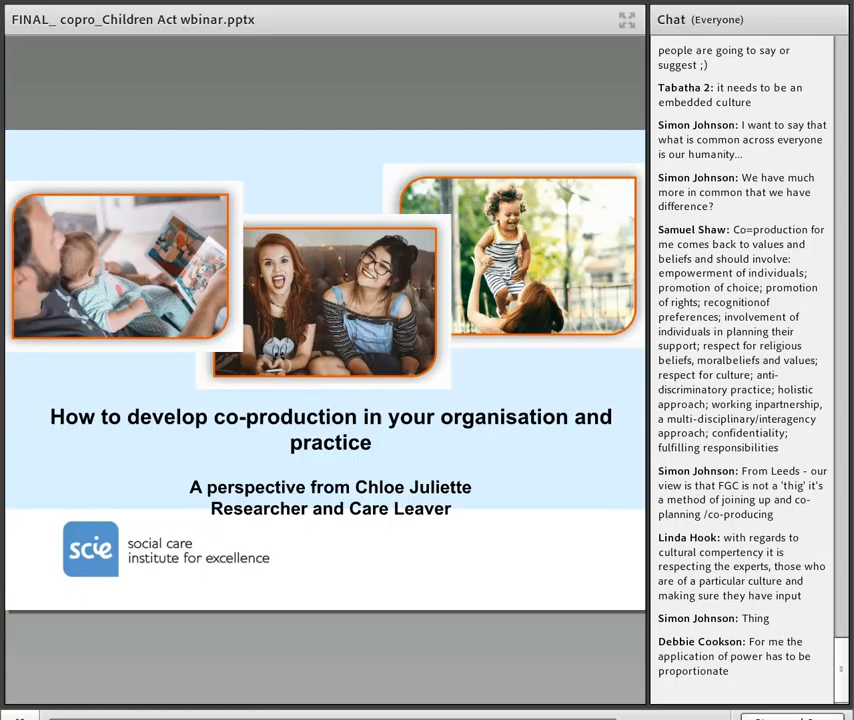 FINAL_ copro_Children Act wbinar.pptx
How to develop co-production in your organisation and
practice
A perspective from Chloe Juliette
Researcher and Care Leaver
scie
social care
institute for excellence
Chat (Everyone)
people are going to say or
suggest ;)
Tabatha 2: it needs to be an
embedded culture
Simon Johnson: I want to say that
what is common across everyone
is our humanity...
Simon Johnson: We have much
more in common that we have
difference?
Samuel Shaw: Co=production for
me comes back to values and
beliefs and should involve:
empowerment of individuals;
promotion of choice; promotion
of rights; recognitionof
preferences; involvement of
individuals in planning their
support; respect for religious
beliefs, moralbeliefs and values;
respect for culture; anti-
discriminatory practice; holistic
approach; working inpartnership,
a multi-disciplinary/interagency
approach; confidentiality;
fulfilling responsibilities
Simon Johnson: From Leeds - our
view is that FGC is not a 'thig' it's
a method of joining up and co-
planning /co-producing
Linda Hook: with regards to
cultural compertency it is
respecting the experts, those who
are of a particular culture and
making sure they have input
Simon Johnson: Thing
Debbie Cookson: For me the
application of power has to be
proportionate